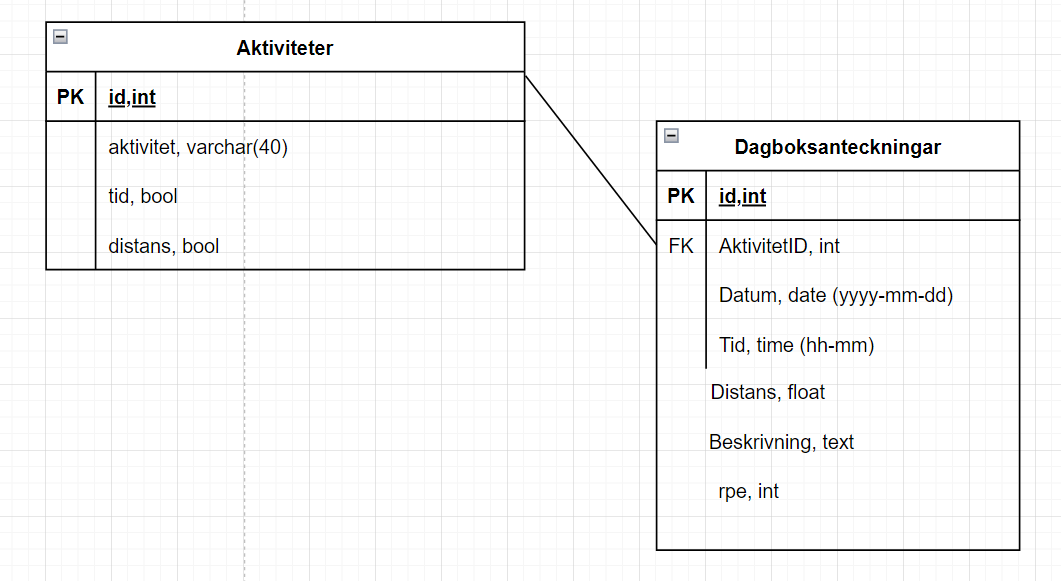 Aktiviteter
PK id,int
aktivitet, varchar(40)
tid, bool
distans, bool
Dagboksanteckningar
PK id,int
FK AktivitetID, int
Datum, date (yyyy-mm-dd)
Tid, time (hh-mm)
Distans, float
Beskrivning, text
rpe, int